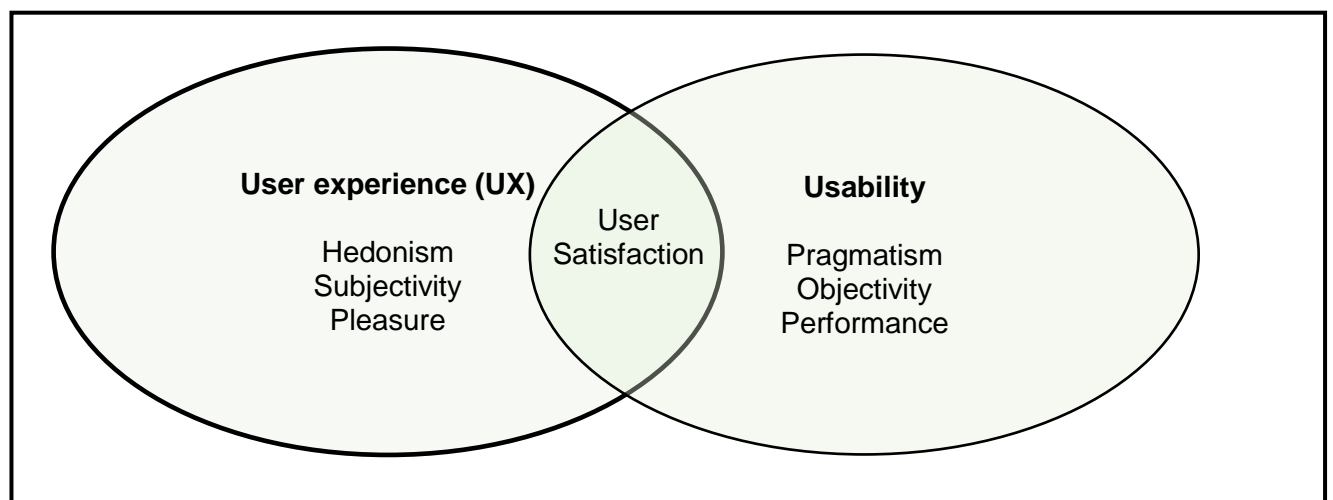 User experience (UX)
Hedonism
Subjectivity
Pleasure
User
Satisfaction
Usability
Pragmatism
Objectivity
Performance